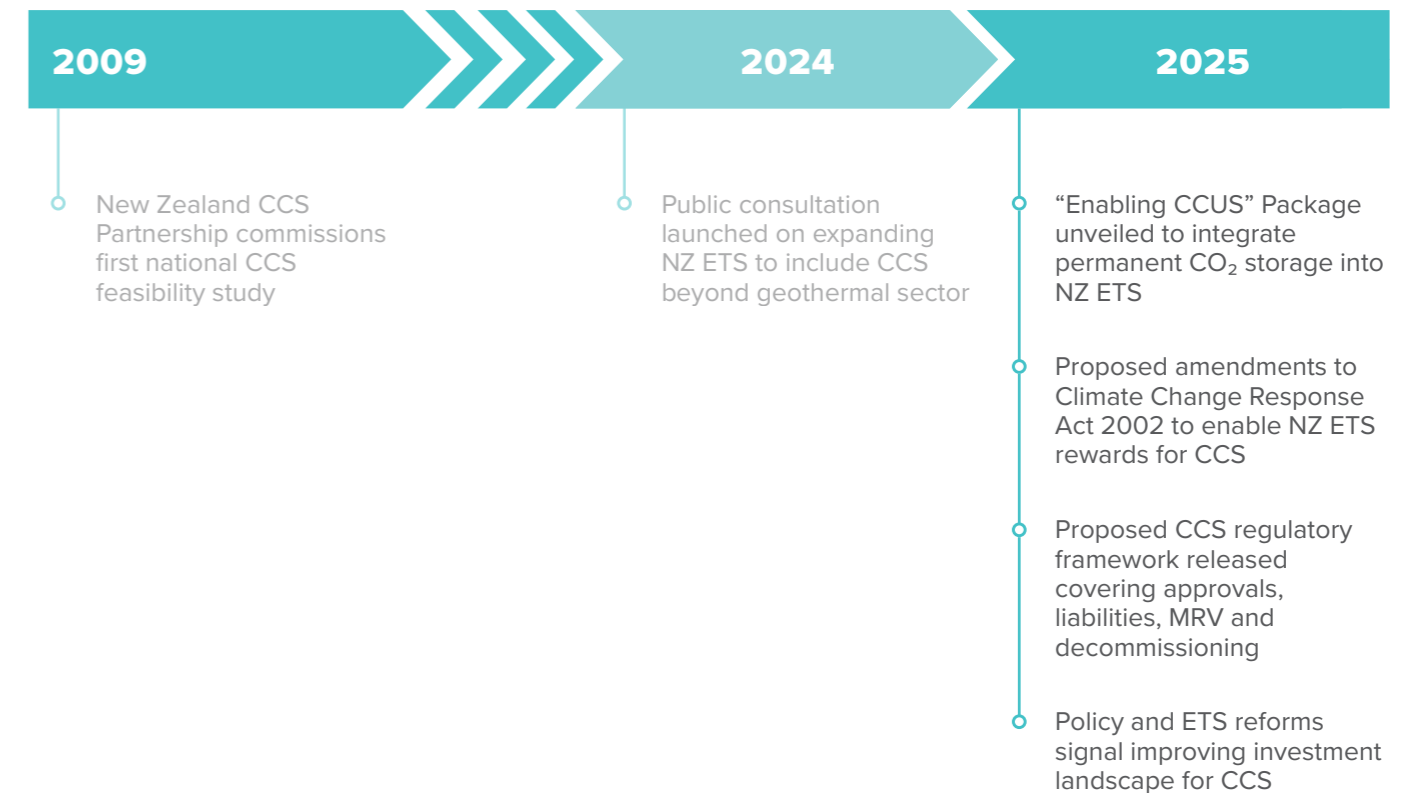 2009
2024
2025
New Zealand CCS
Partnership commissions
first national CCS
feasibility study
Public consultation
launched on expanding
NZ ETS to include CCS
beyond geothermal sector
“Enabling CCUS” Package
unveiled to integrate
permanent CO₂ storage into
NZ ETS
Proposed amendments to
Climate Change Response
Act 2002 to enable NZ ETS
rewards for CCS
Proposed CCS regulatory
framework released
covering approvals,
liabilities, MRV and
decommissioning
Policy and ETS reforms
signal improving investment
landscape for CCS